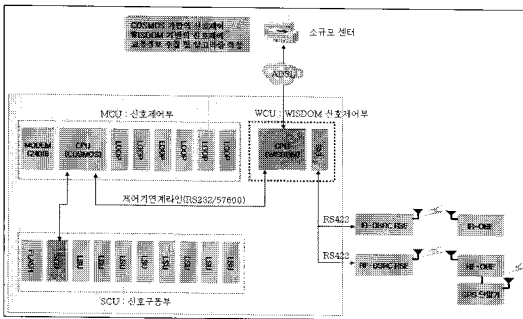 COSMOS 기반의 신호제어
WISDOM 기반의 신호제어
교통정보 수집 및 알고리즘 적용
소규모 센터
ADSL
MCU : 신호제어부
WCU : WISDOM 신호제어부
MODEM
(2400)
CPU
(COSMOS)
LOOP
LOOP
LOOP
LOOP
LOOP
CPU
(WISDOM)
제어기연계라인(RS232/57600)
RS422
IR-DSRC RSE
IR-OBE
RS422
RF-DSRC RSE
RF-OBE
FLASH
LSU
LSU
LSU
LSU
LSU
LSU
LSU
SCU : 신호구동부